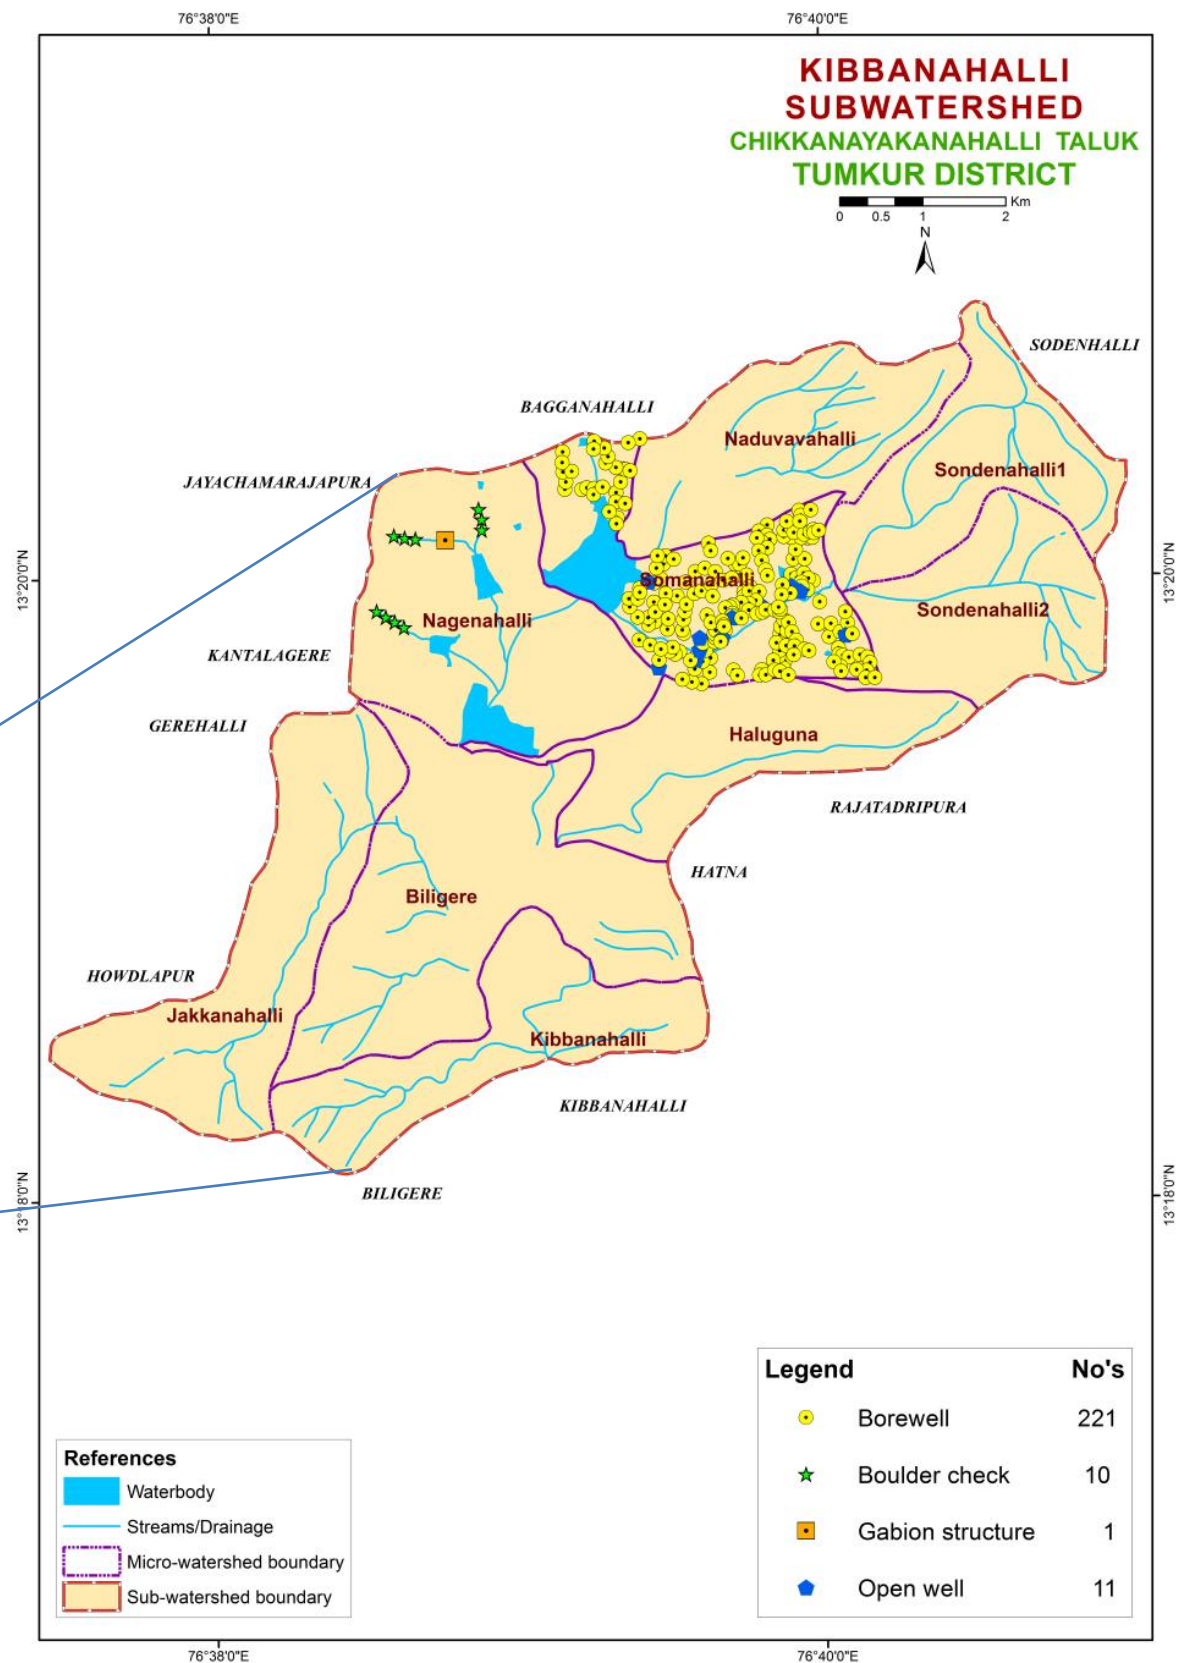 76°38'0"E
76°40'0"E
KIBBANAHALLI
SUBWATERSHED
CHIKKANAYAKANAHALLI TALUK
TUMKUR DISTRICT
Km
0 0.5 1 2
N
SODENHALLI
BAGGANAHALLI
Naduvavahalli
Sondenahalli1
JAYACHAMARAJAPURA
13°20'0"N
13°20'0"N
Somanahalli
Sondenahalli2
Nagenahalli
KANTALAGERE
GEREHALLI
Haluguna
RAJATADRIPURA
HATNA
Biligere
HOWDLAPUR
Jakkanahalli
Kibbanahalli
KIBBANAHALLI
BILIGERE
13°18'0"N
13°18'0"N
Legend No's
Borewell 221
Boulder check 10
Gabion structure 1
Open well 11
References
Waterbody
Streams/Drainage
Micro-watershed boundary
Sub-watershed boundary
76°38'0"E
76°40'0"E